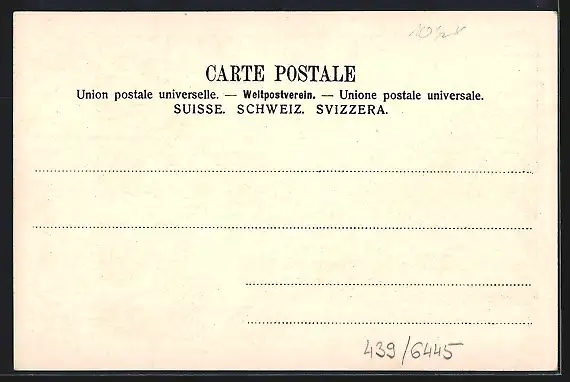 CARTE POSTALE
Union postale universelle. — Weltpostverein. — Unione postale universale.
SUISSE. SCHWEIZ. SVIZZERA.
439/6445